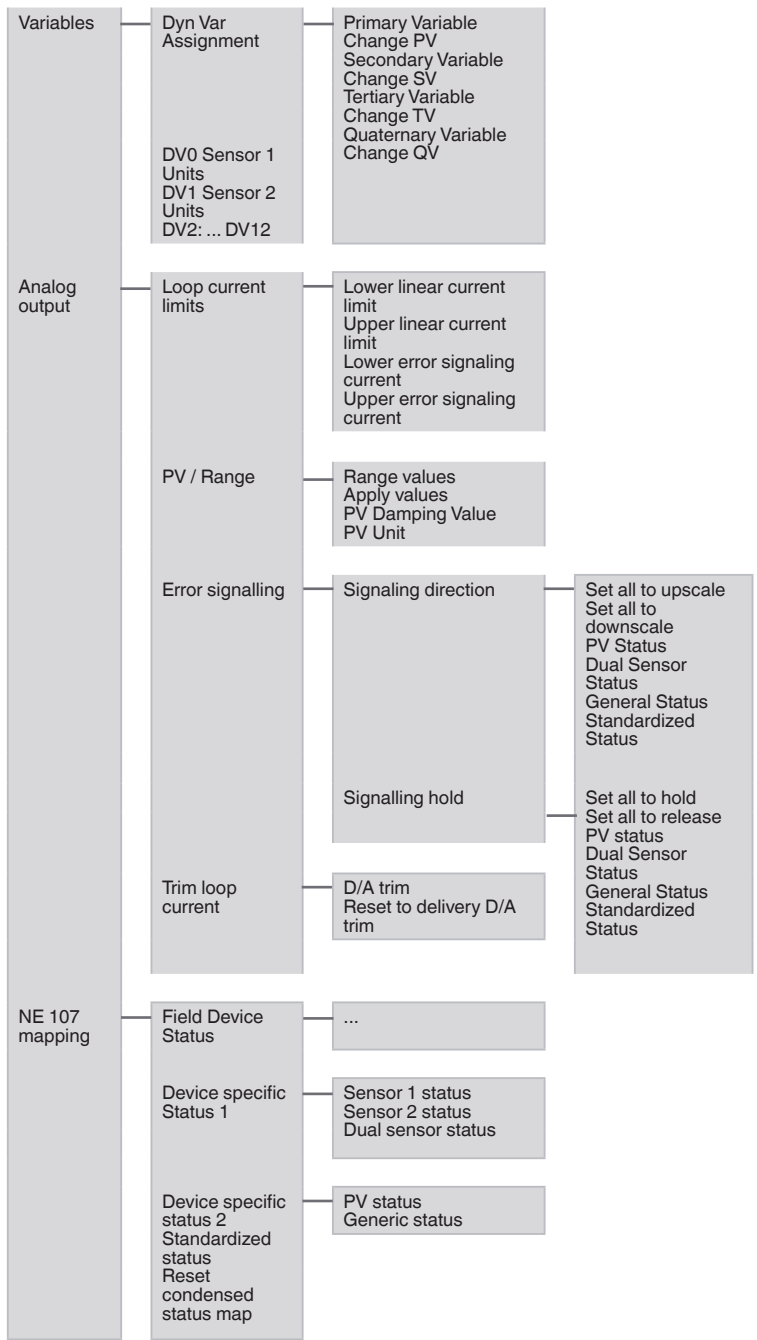 Variables
Dyn Var
Assignment
Primary Variable
Change PV
Secondary Variable
Change SV
Tertiary Variable
Change TV
Quaternary Variable
Change QV
DV0 Sensor 1
Units
DV1 Sensor 2
Units
DV2: ... DV12
Analog
output
Loop current
limits
Lower linear current
limit
Upper linear current
limit
Lower error signaling
current
Upper error signaling
current
PV / Range
Range values
Apply values
PV Damping Value
PV Unit
Error signalling
Signaling direction
Set all to upscale
Set all to
downscale
PV Status
Dual Sensor
Status
General Status
Standardized
Status
Signalling hold
Set all to hold
Set all to release
PV status
Dual Sensor
Status
General Status
Standardized
Status
Trim loop
current
D/A trim
Reset to delivery D/A
trim
NE 107
mapping
Field Device
Status
...
Device specific
Status 1
Sensor 1 status
Sensor 2 status
Dual sensor status
Device specific
status 2
Standardized
status
Reset
condensed
status map
PV status
Generic status